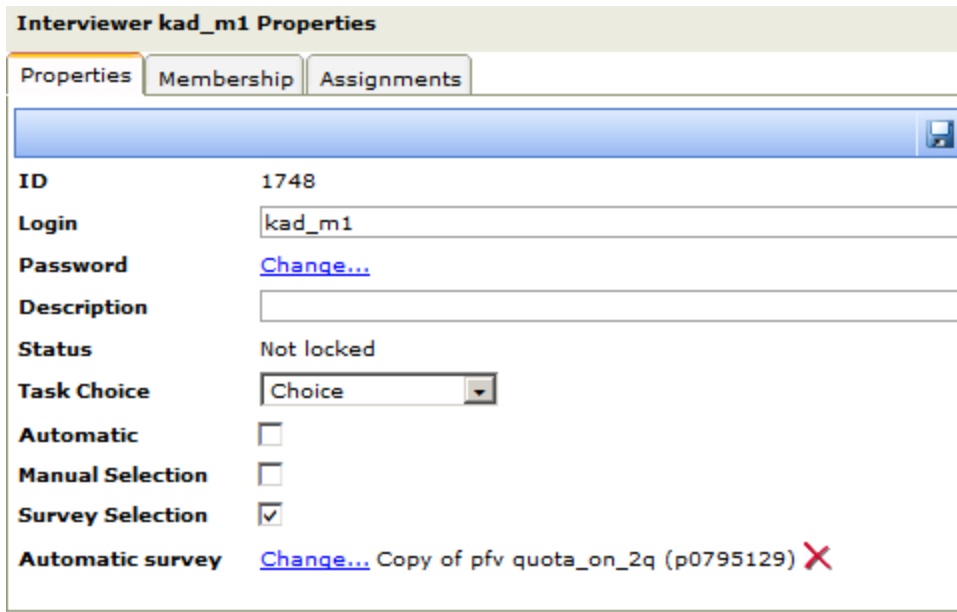 Interviewer kad_m1 Properties
Properties Membership Assignments
ID 1748
Login kad_m1
Password Change...
Description
Status Not locked
Task Choice Choice
Automatic
Manual Selection
Survey Selection
Automatic survey Change... Copy of pfv quota_on_2q (p0795129)